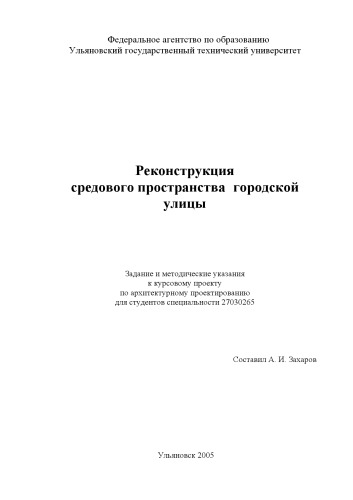 Федеральное агентство по образованию
Ульяновский государственный технический университет
Реконструкция
средового пространства городской
улицы
Задание и методические указания
к курсовому проекту
по архитектурному проектированию
для студентов специальности 27030265
Составил А. И. Захаров
Ульяновск 2005